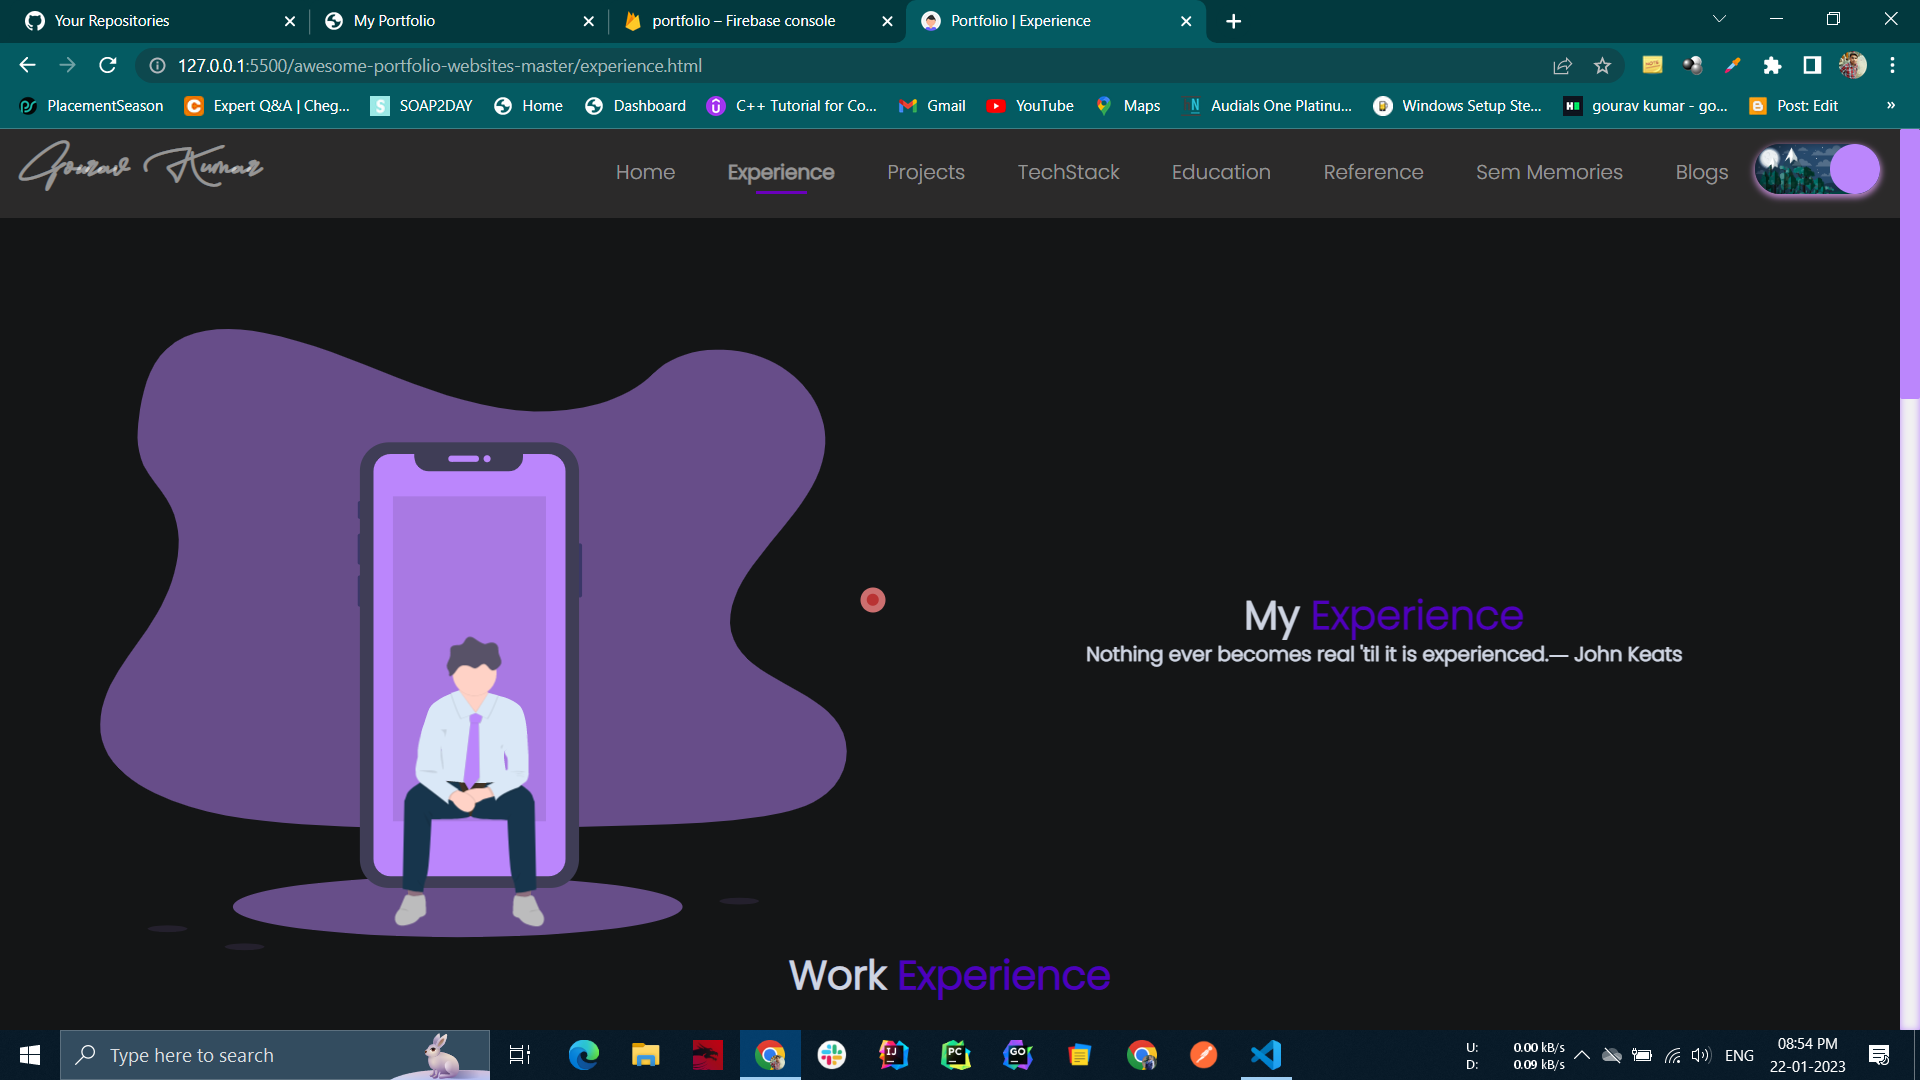 Your Repositories
My Portfolio
portfolio – Firebase console
Portfolio | Experience
127.0.0.1:5500/awesome-portfolio-websites-master/experience.html
PlacementSeason
Expert Q&A | Cheg...
SOAP2DAY
Home
Dashboard
C++ Tutorial for Co...
Gmail
YouTube
Maps
Audials One Platinu...
Windows Setup Ste...
gourav kumar - go...
Post: Edit
»
Gourav Kumar
Home
Experience
Projects
TechStack
Education
Reference
Sem Memories
Blogs
My Experience
Nothing ever becomes real 'til it is experienced.— John Keats
Work Experience
Type here to search
U: 0.00 kB/s
D: 0.09 kB/s
ENG
08:54 PM
22-01-2023